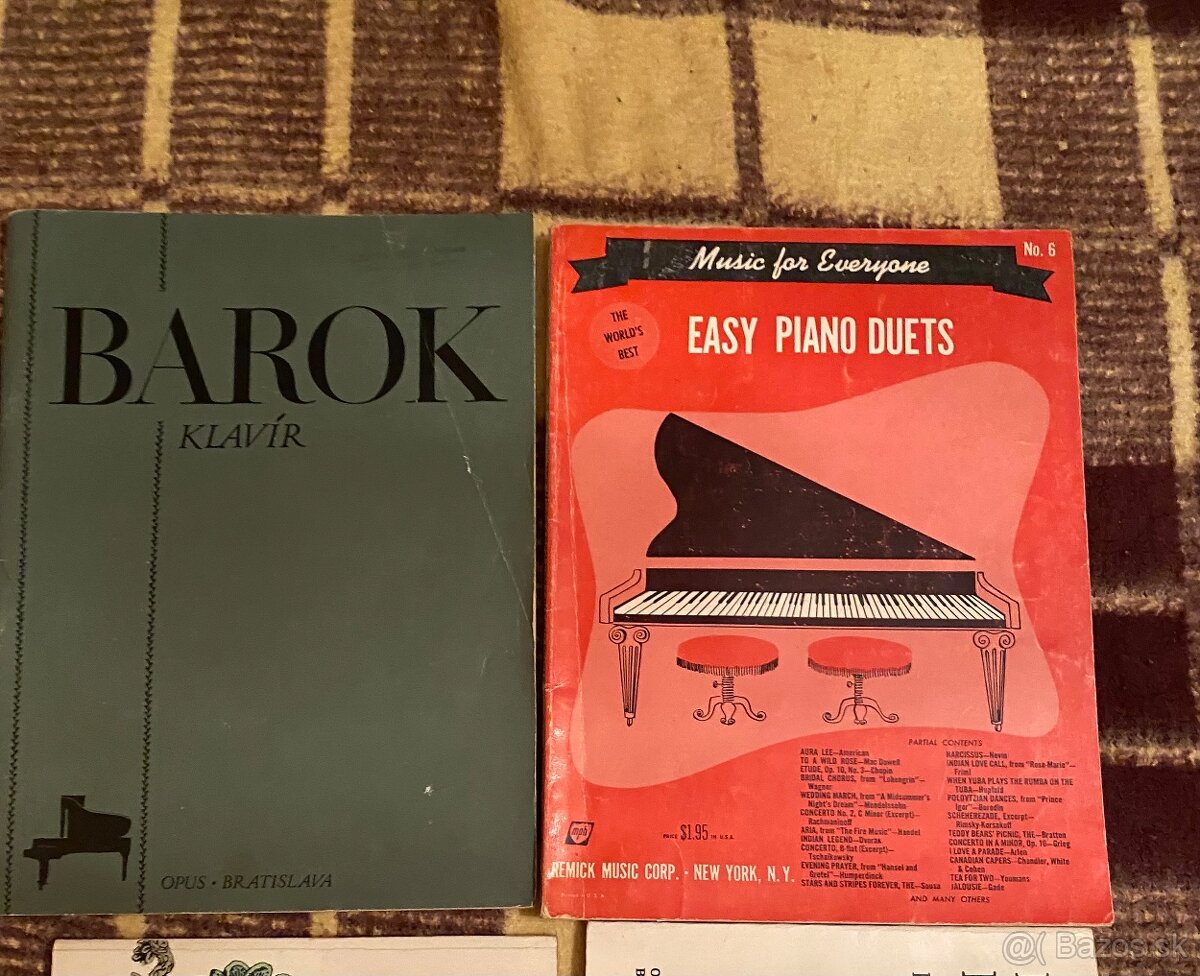 BAROK
KLAVÍR
OPUS • BRATISLAVA
Music for Everyone
No. 6
THE
WORLD'S
BEST
EASY PIANO DUETS
PARTIAL CONTENTS
AURA LEE—American
TO A WILD ROSE—Mac Dowell
ETUDE, Op. 10, No. 3—Chopin
BRIDAL CHORUS, from "Lohengrin"—
Wagner
WEDDING MARCH, from "A Midsummer's
Night's Dream"—Mendelssohn
CONCERTO No. 2, C Minor (Excerpt)—
Rachmaninoff
ARIA, from "The Fire Music"—Handel
INDIAN LEGEND—Dvorak
CONCERTO, B-flat (Excerpt)—
Tschaikowsky
EVENING PRAYER, from "Hansel and
Gretel"—Humperdinck
STARS AND STRIPES FOREVER, THE—Sousa
NARCISSUS—Nevin
INDIAN LOVE CALL, from "Rose-Marie"—
Friml
WHEN YUBA PLAYS THE RUMBA ON THE
TUBA—Hupfeld
POLOVTZIAN DANCES, from "Prince
Igor"—Borodin
SCHEHEREZADE, Excerpt—
Rimsky-Korsakoff
TEDDY BEARS' PICNIC, THE—Bratton
CONCERTO IN A MINOR, Op. 16—Grieg
I LOVE A PARADE—Arlen
CANADIAN CAPERS—Chandler, White
& Cohen
TEA FOR TWO—Youmans
JALOUSIE—Gade
AND MANY OTHERS
mph
PRICE $1.95 IN U.S.A.
REMICK MUSIC CORP. • NEW YORK, N. Y.
Bazos.sk